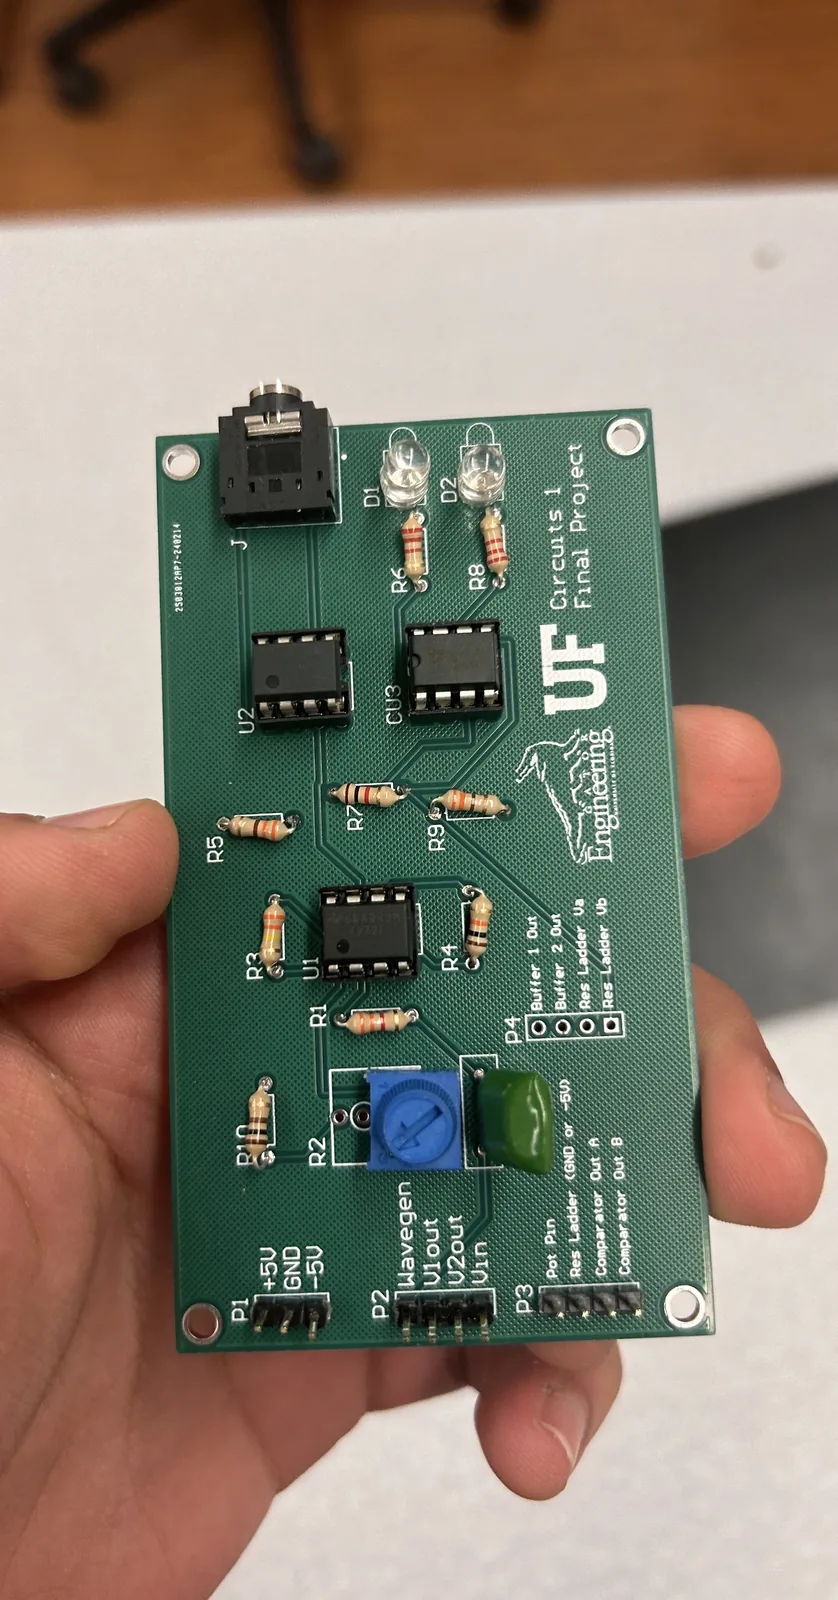 J
D1
D2
2503912AP7-240214
R6
R8
Circuits 1
Final Project
UF
U2
CU3
Engineering
R7
R9
R5
R3
U1
R4
R1
P4
Buffer 1 Out
Buffer 2 Out
Res Ladder Va
Res Ladder Vb
R10
R2
P1
+5V
GND
-5V
P2
Wavegen
V1out
V2out
Vin
P3
Pot Pin
Res Ladder (GND or -5V)
Comparator Out A
Comparator Out B